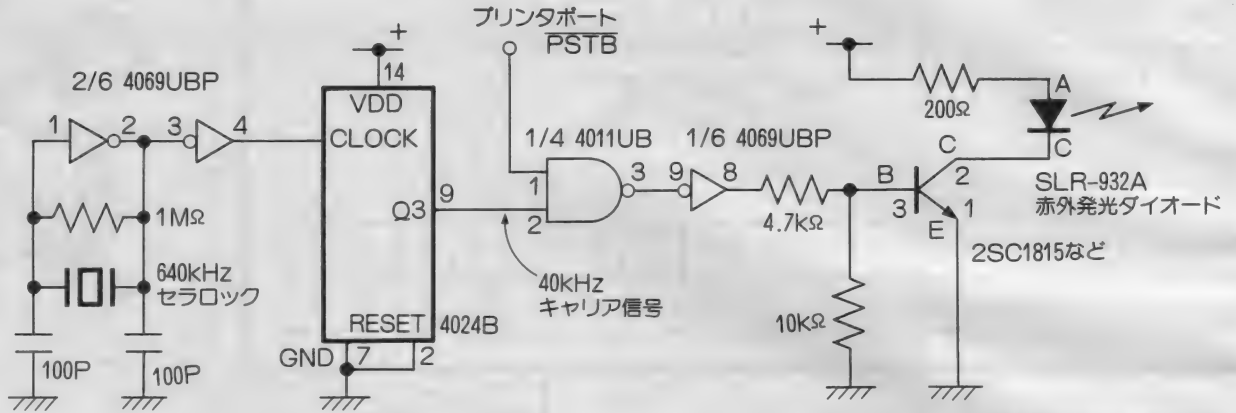 プリンタポート
PSTB
+
+
2/6 4069UBP
14
VDD
CLOCK
1
2
3
4
1/4 4011UB
1/6 4069UBP
A
200Ω
C
C
B
2
3
1
E
SLR-932A
赤外発光ダイオード
2SC1815など
1
2
3
9
8
4.7kΩ
9
Q3
1MΩ
640kHz
セラロック
40kHz
キャリア信号
10kΩ
RESET
4024B
GND
7
2
100P
100P